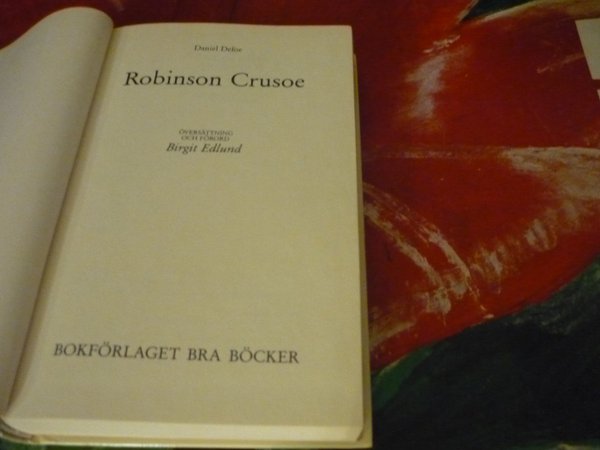 Daniel Defoe
Robinson Crusoe
ÖVERSÄTTNING
OCH FÖRORD
Birgit Edlund
BOKFÖRLAGET BRA BÖCKER